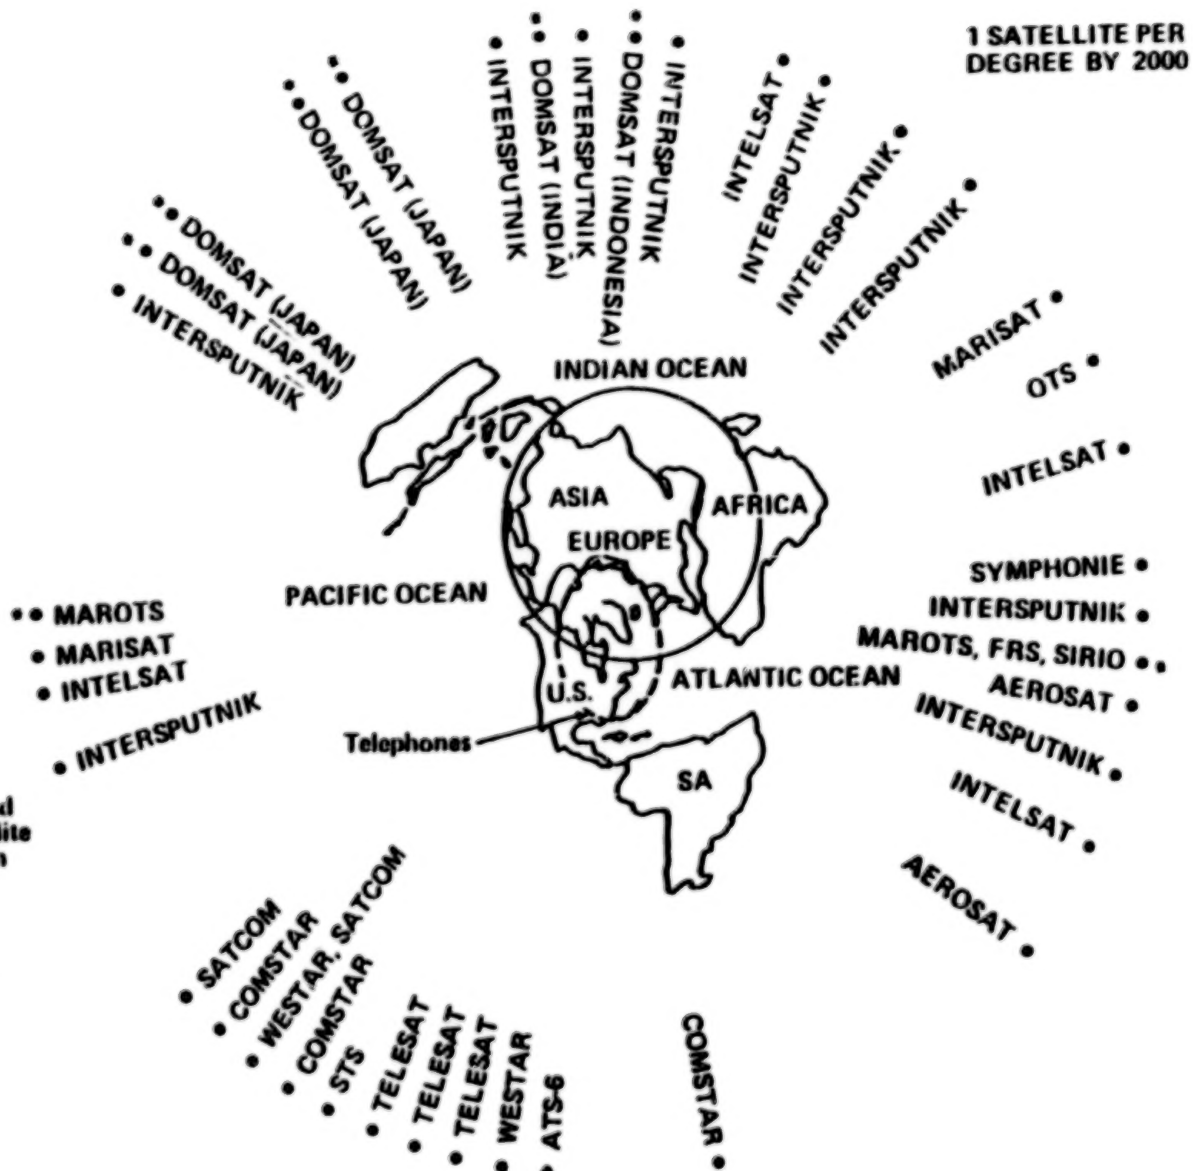 1 SATELLITE PER
DEGREE BY 2000
INTERSPUTNIK
DOMSAT (INDIA)
INTERSPUTNIK
DOMSAT (INDONESIA)
INTERSPUTNIK
INTELSAT
INTERSPUTNIK
INTERSPUTNIK
INTERSPUTNIK
MARISAT
OTS
INTELSAT
SYMPHONIE
INTERSPUTNIK
MAROTS, FRS, SIRIO
AEROSAT
INTERSPUTNIK
INTELSAT
AEROSAT
COMSTAR
ATS-6
WESTAR
TELESAT
TELESAT
TELESAT
STS
COMSTAR
WESTAR, SATCOM
COMSTAR
SATCOM
INTERSPUTNIK
INTELSAT
MARISAT
MAROTS
INTERSPUTNIK
DOMSAT (JAPAN)
DOMSAT (JAPAN)
DOMSAT (JAPAN)
DOMSAT (JAPAN)
INDIAN OCEAN
ASIA
AFRICA
EUROPE
PACIFIC OCEAN
ATLANTIC OCEAN
U.S.
Telephones
SA